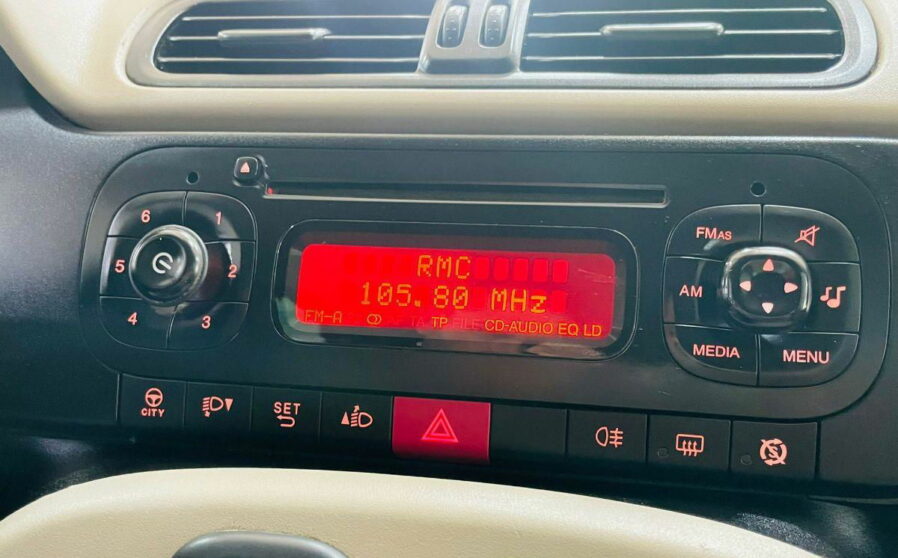 6 1
5 2
4 3
RMC
105.80 MHz
FM-A AF TA TP FILE CD-AUDIO EQ LD
FMAS
AM
MEDIA MENU
CITY
SET
S